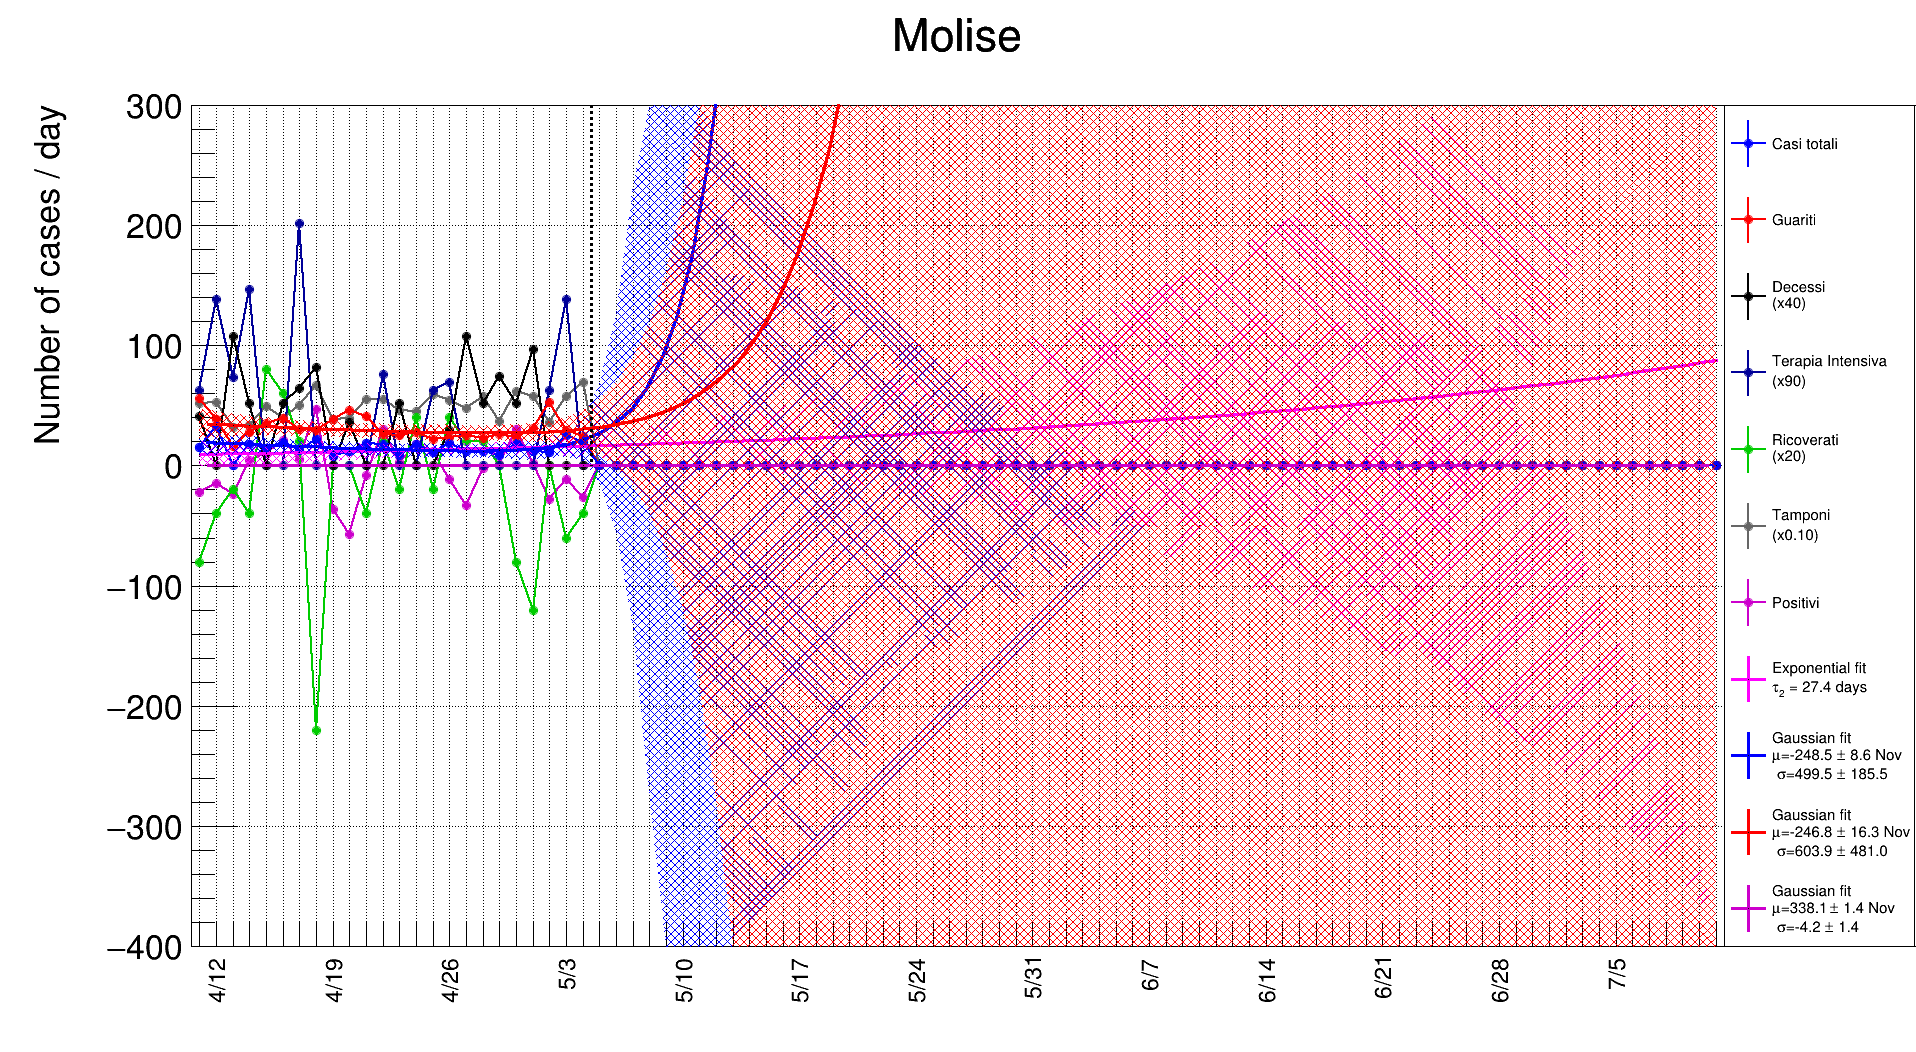 Molise
Number of cases / day
300
200
100
0
−100
−200
−300
−400
4/12
4/19
4/26
5/3
5/10
5/17
5/24
5/31
6/7
6/14
6/21
6/28
7/5
Casi totali
Guariti
Decessi
(x40)
Terapia Intensiva
(x90)
Ricoverati
(x20)
Tamponi
(x0.10)
Positivi
Exponential fit
τ2 = 27.4 days
Gaussian fit
μ=-248.5 ± 8.6 Nov
σ=499.5 ± 185.5
Gaussian fit
μ=-246.8 ± 16.3 Nov
σ=603.9 ± 481.0
Gaussian fit
μ=338.1 ± 1.4 Nov
σ=-4.2 ± 1.4